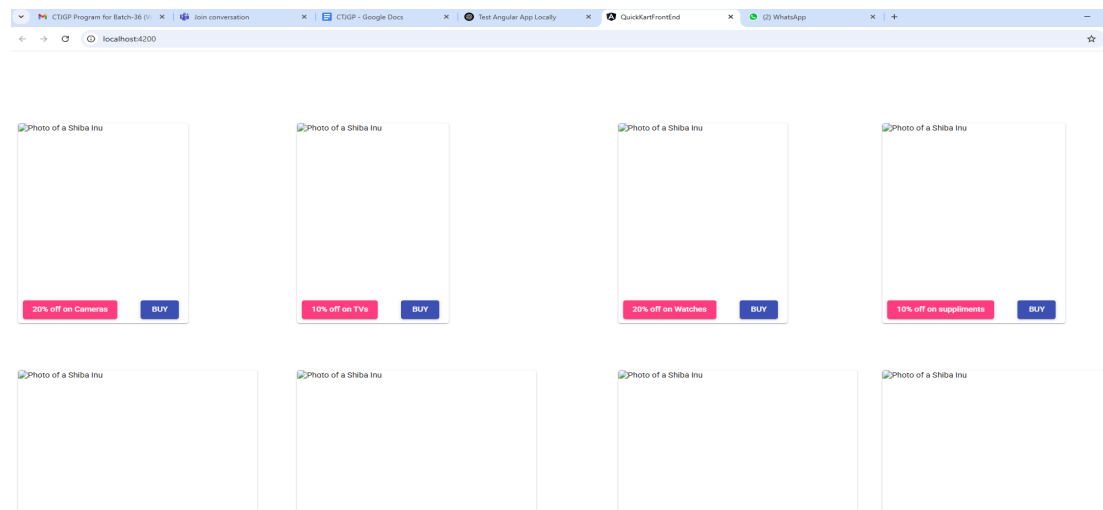 CTJGP Program for Batch-36 (Vi
Join conversation
CTJGP - Google Docs
Test Angular App Locally
QuickKartFrontEnd
(2) WhatsApp
localhost:4200
Photo of a Shiba Inu
Photo of a Shiba Inu
Photo of a Shiba Inu
Photo of a Shiba Inu
20% off on Cameras
BUY
10% off on TVs
BUY
20% off on Watches
BUY
10% off on suppliments
BUY
Photo of a Shiba Inu
Photo of a Shiba Inu
Photo of a Shiba Inu
Photo of a Shiba Inu